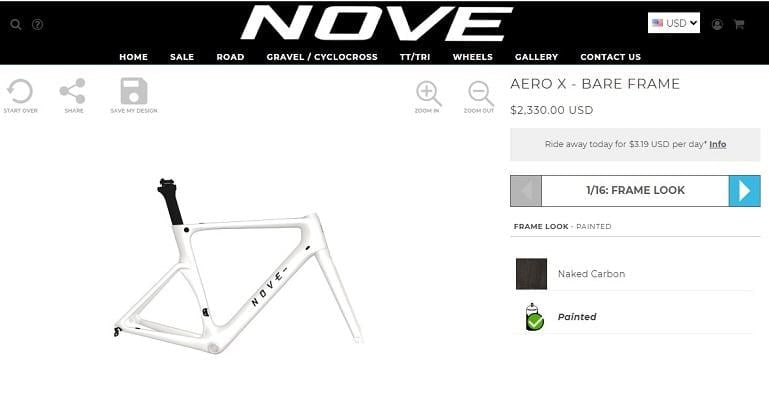 NOVE
USD
HOME SALE ROAD GRAVEL / CYCLOCROSS TT/TRI WHEELS GALLERY CONTACT US
START OVER SHARE SAVE MY DESIGN ZOOM IN ZOOM OUT
AERO X - BARE FRAME
$2,330.00 USD
Ride away today for $3.19 USD per day* Info
1/16: FRAME LOOK
FRAME LOOK - PAINTED
Naked Carbon
Painted
NOVE